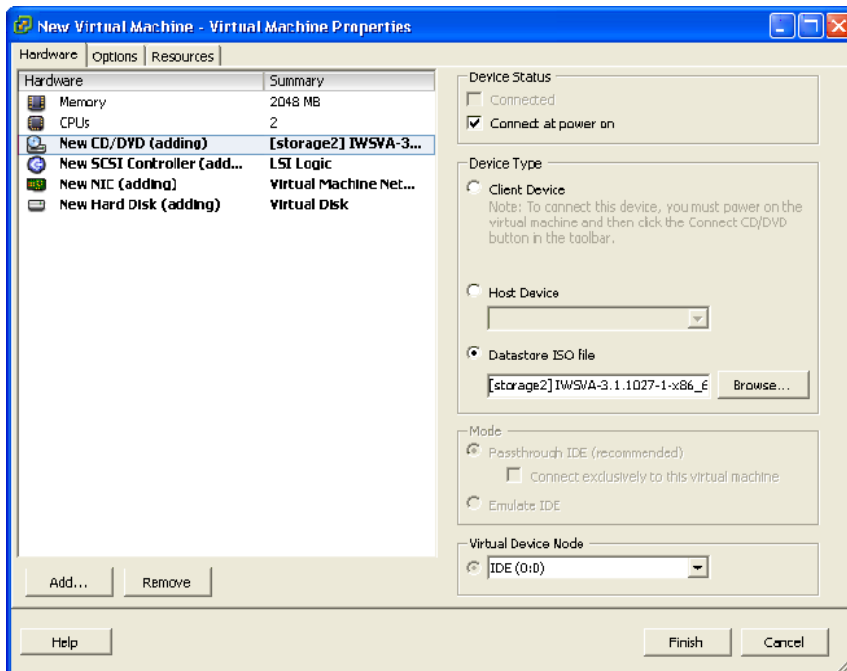 New Virtual Machine - Virtual Machine Properties
Hardware Options Resources
Hardware Summary
Memory 2048 MB
CPUs 2
New CD/DVD (adding) [storage2] IWSVA-3...
New SCSI Controller (add... LSI Logic
New NIC (adding) Virtual Machine Net...
New Hard Disk (adding) Virtual Disk
Add... Remove
Device Status
Connected
Connect at power on
Device Type
Client Device
Note: To connect this device, you must power on the
virtual machine and then click the Connect CD/DVD
button in the toolbar.
Host Device
Datastore ISO file
[storage2] IWSVA-3.1.1027-1-x86_6 Browse...
Mode
Passthrough IDE (recommended)
Connect exclusively to this virtual machine
Emulate IDE
Virtual Device Node
IDE (0:0)
Help Finish Cancel